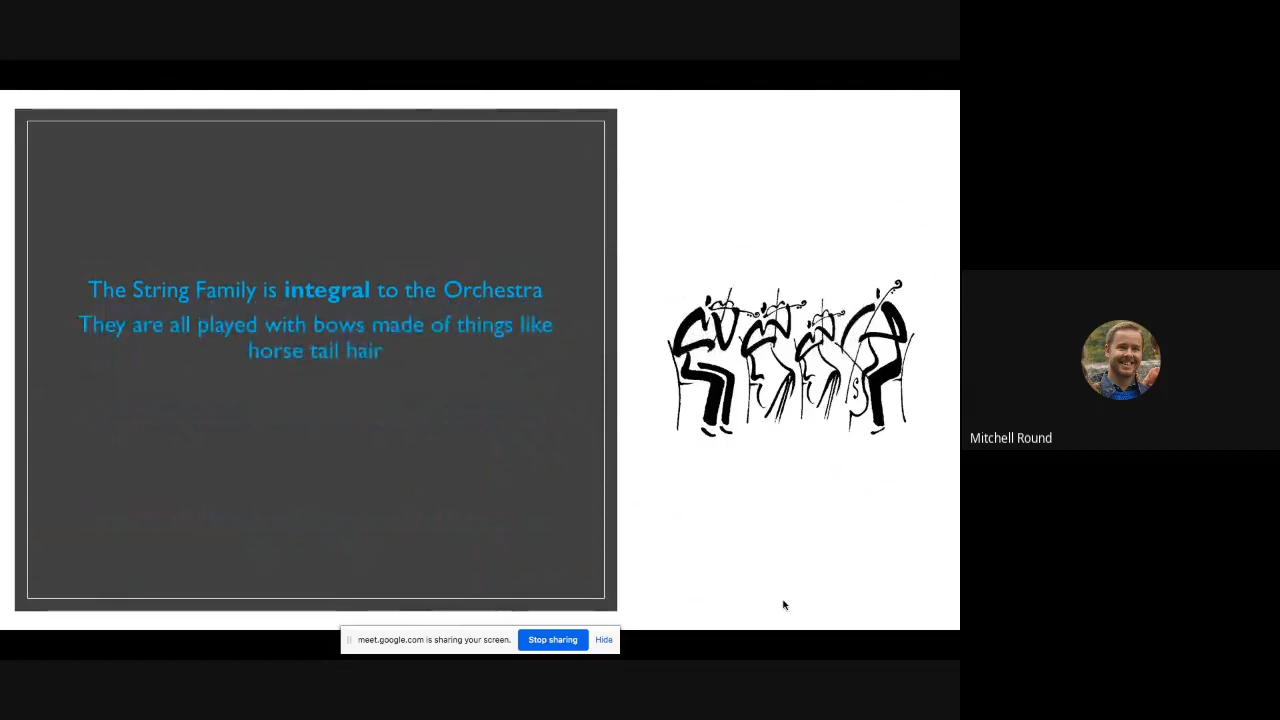 The String Family is integral to the Orchestra
They are all played with bows made of things like
horse tail hair
Mitchell Round
meet.google.com is sharing your screen.
Stop sharing
Hide